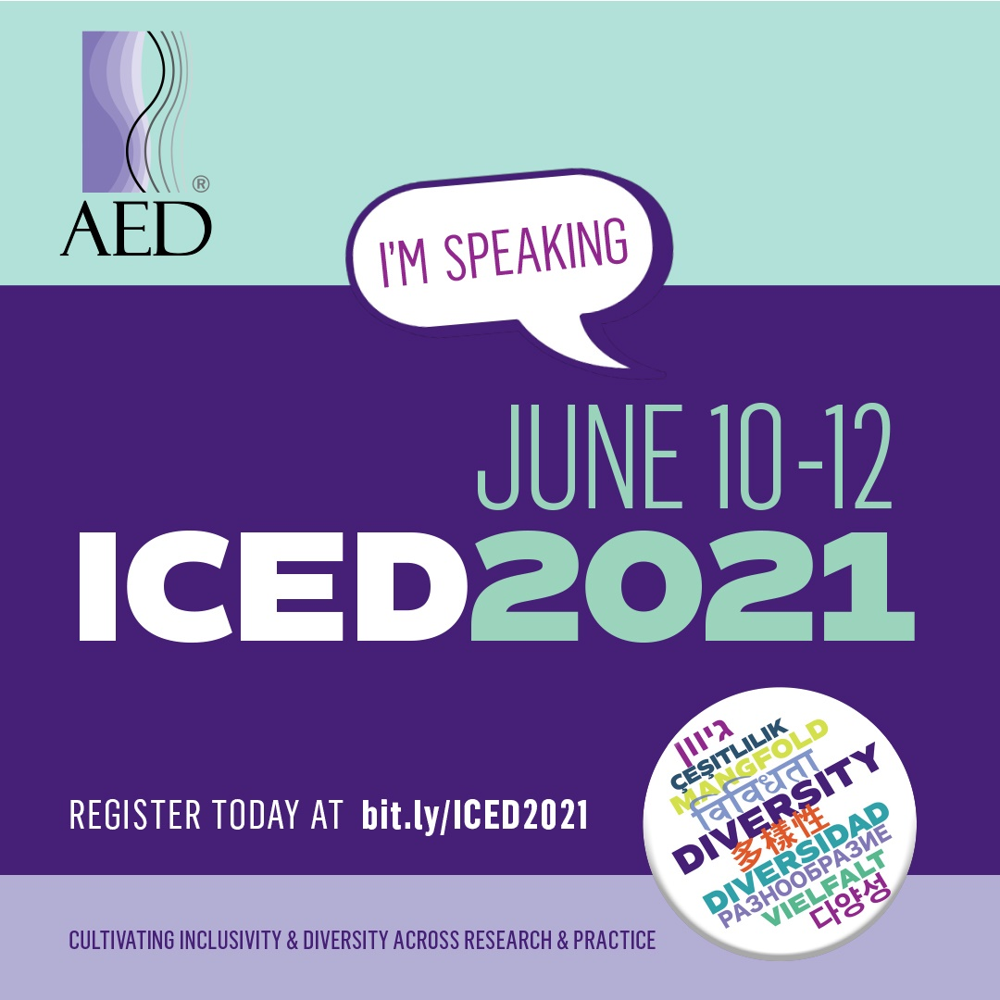 ®
AED
I'M SPEAKING
JUNE 10-12
ICED2021
REGISTER TODAY AT bit.ly/ICED2021
גיוון
ÇEŞITLILIK
MANGFOLD
विविधता
DIVERSITY
多樣性
DIVERSIDAD
РАЗНООБРАЗИЕ
VIELFALT
다양성
CULTIVATING INCLUSIVITY & DIVERSITY ACROSS RESEARCH & PRACTICE